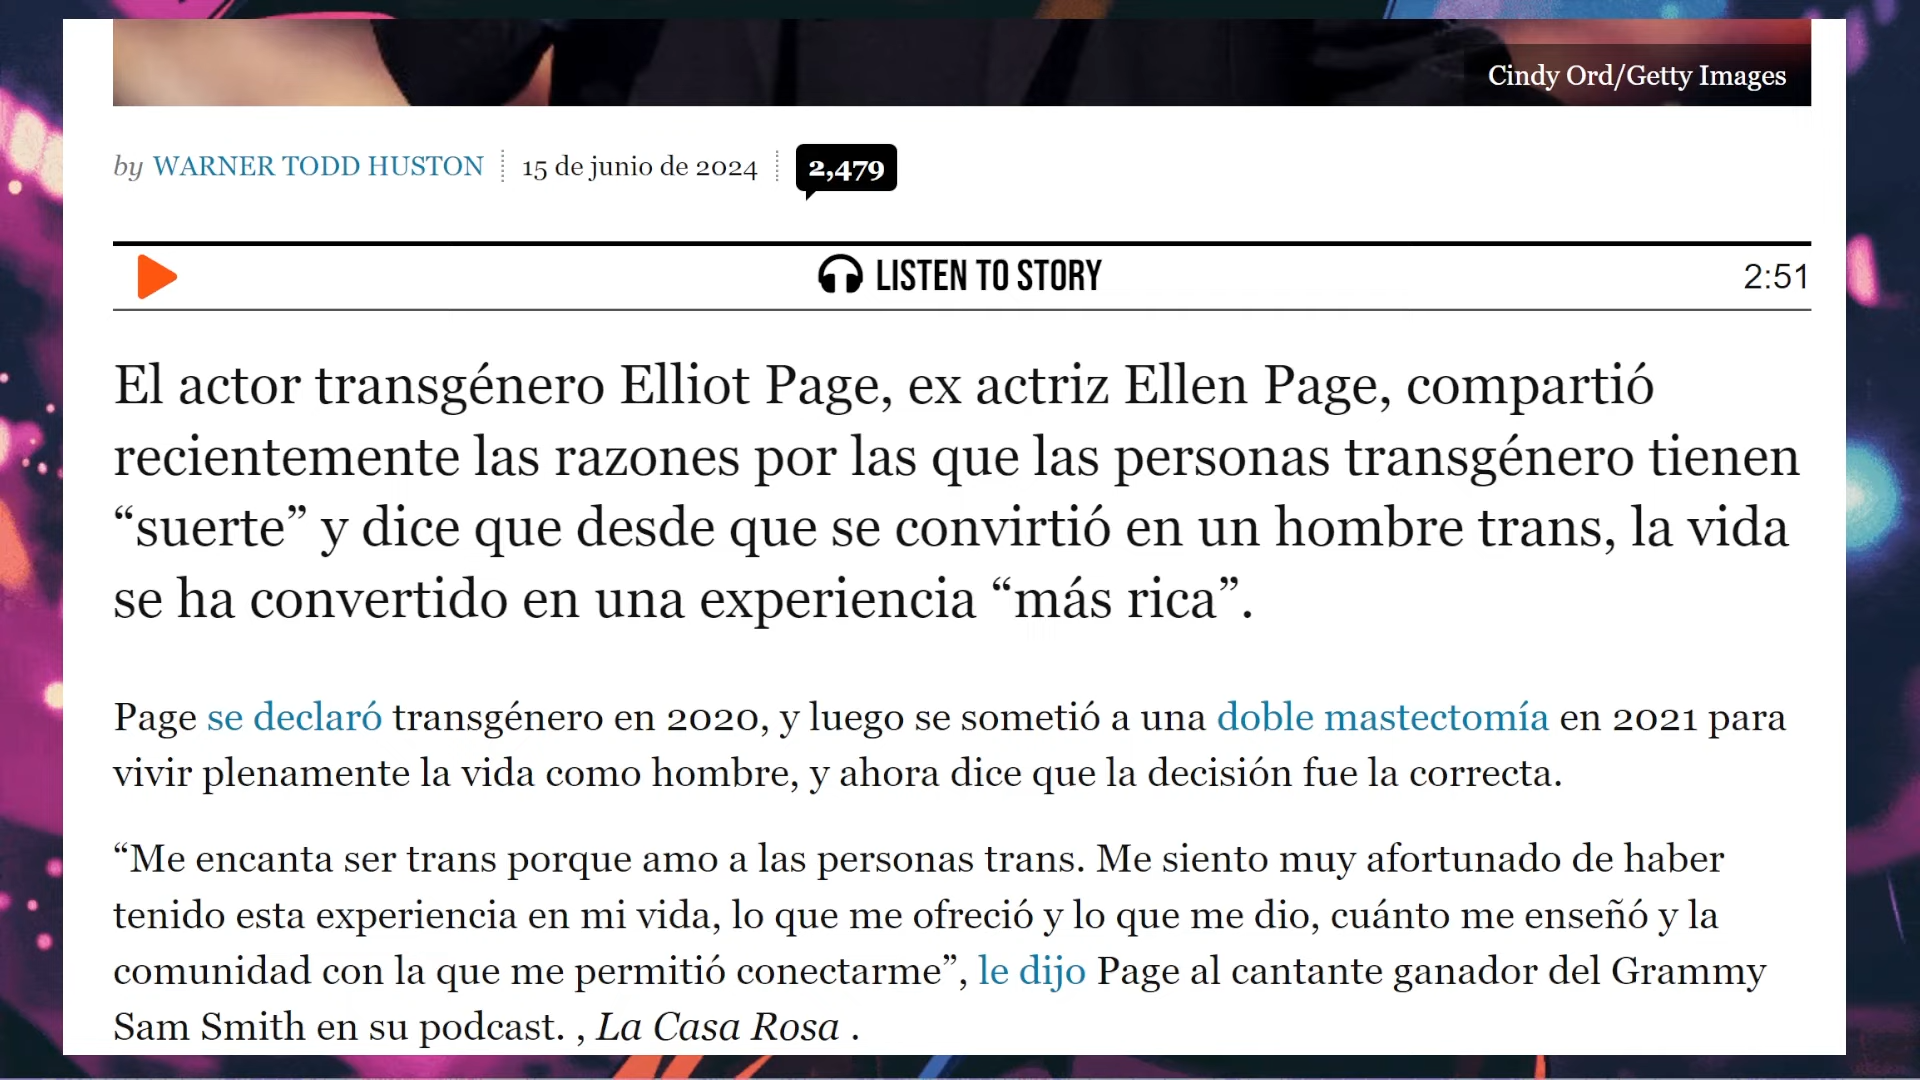 Cindy Ord/Getty Images
by WARNER TODD HUSTON 15 de junio de 2024 2,479
LISTEN TO STORY 2:51
El actor transgénero Elliot Page, ex actriz Ellen Page, compartió
recientemente las razones por las que las personas transgénero tienen
“suerte” y dice que desde que se convirtió en un hombre trans, la vida
se ha convertido en una experiencia “más rica”.
Page se declaró transgénero en 2020, y luego se sometió a una doble mastectomía en 2021 para
vivir plenamente la vida como hombre, y ahora dice que la decisión fue la correcta.
“Me encanta ser trans porque amo a las personas trans. Me siento muy afortunado de haber
tenido esta experiencia en mi vida, lo que me ofreció y lo que me dio, cuánto me enseñó y la
comunidad con la que me permitió conectarme”, le dijo Page al cantante ganador del Grammy
Sam Smith en su podcast. , La Casa Rosa .